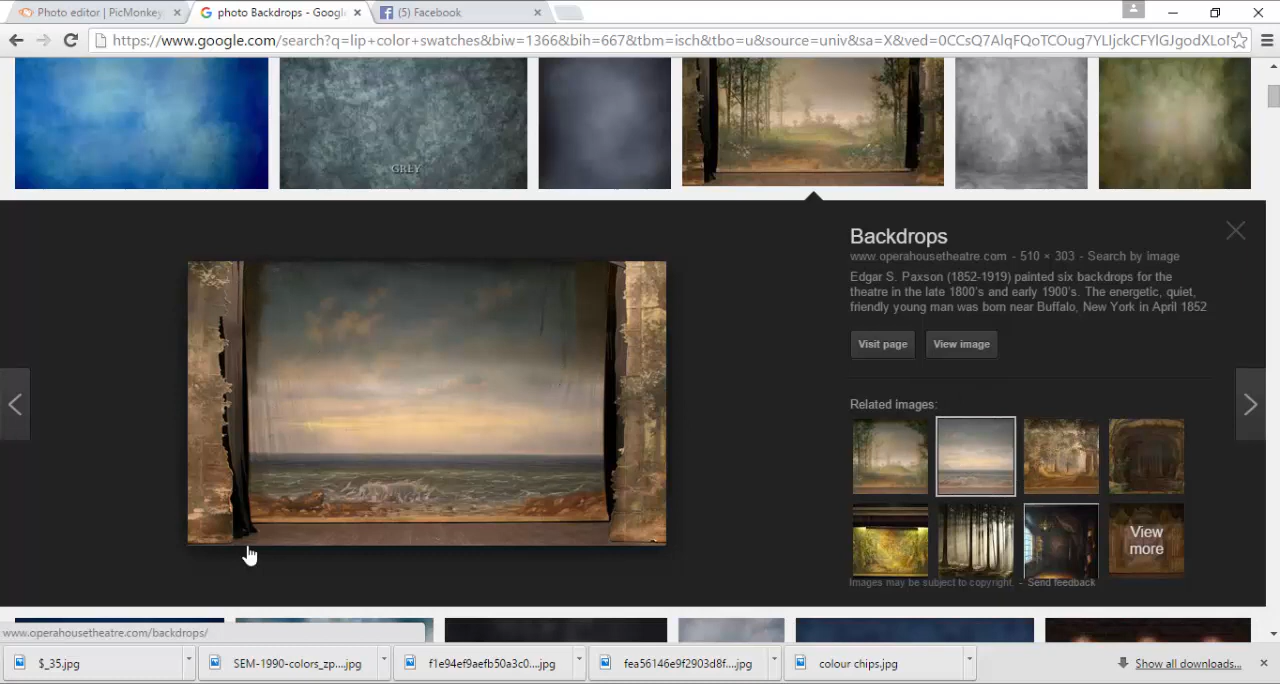 Photo editor | PicMonkey
photo Backdrops - Google
(5) Facebook
https://www.google.com/search?q=lip+color+swatches&biw=1366&bih=667&tbm=isch&tbo=u&source=univ&sa=X&ved=
GREY
Backdrops
www.operahousetheatre.com - 510 × 303 - Search by image
Edgar S. Paxson (1852-1919) painted six backdrops for the
theatre in the late 1800's and early 1900's. The energetic, quiet,
friendly young man was born near Buffalo, New York in April 1852
Visit page
View image
Related images:
View
more
Images may be subject to copyright. - Send feedback
www.operahousetheatre.com/backdrops/
$_35.jpg
SEM-1990-colors_zp....jpg
f1e94ef9aefb50a3c0....jpg
fea56146e9f2903d8f....jpg
colour chips.jpg
Show all downloads...